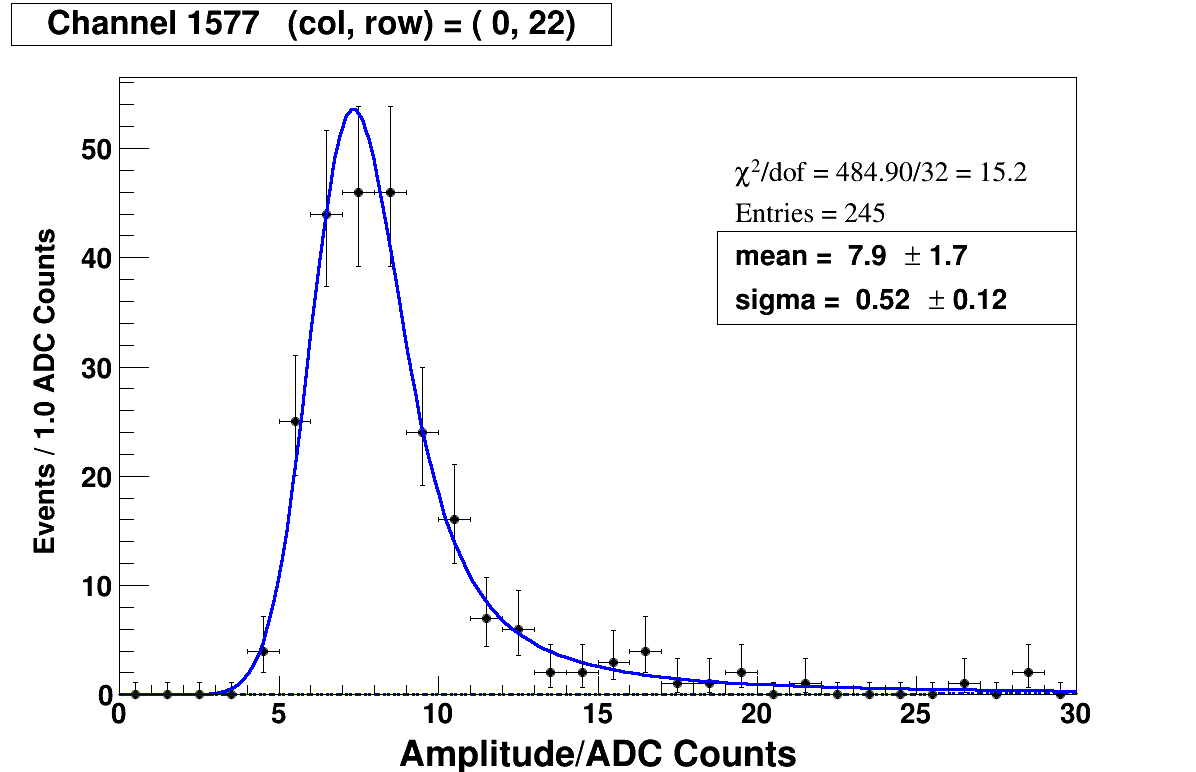 Channel 1577 (col, row) = ( 0, 22)
χ²/dof = 484.90/32 = 15.2
Entries = 245
mean = 7.9 ± 1.7
sigma = 0.52 ± 0.12
Events / 1.0 ADC Counts
50
40
30
20
10
0
0 5 10 15 20 25 30
Amplitude/ADC Counts